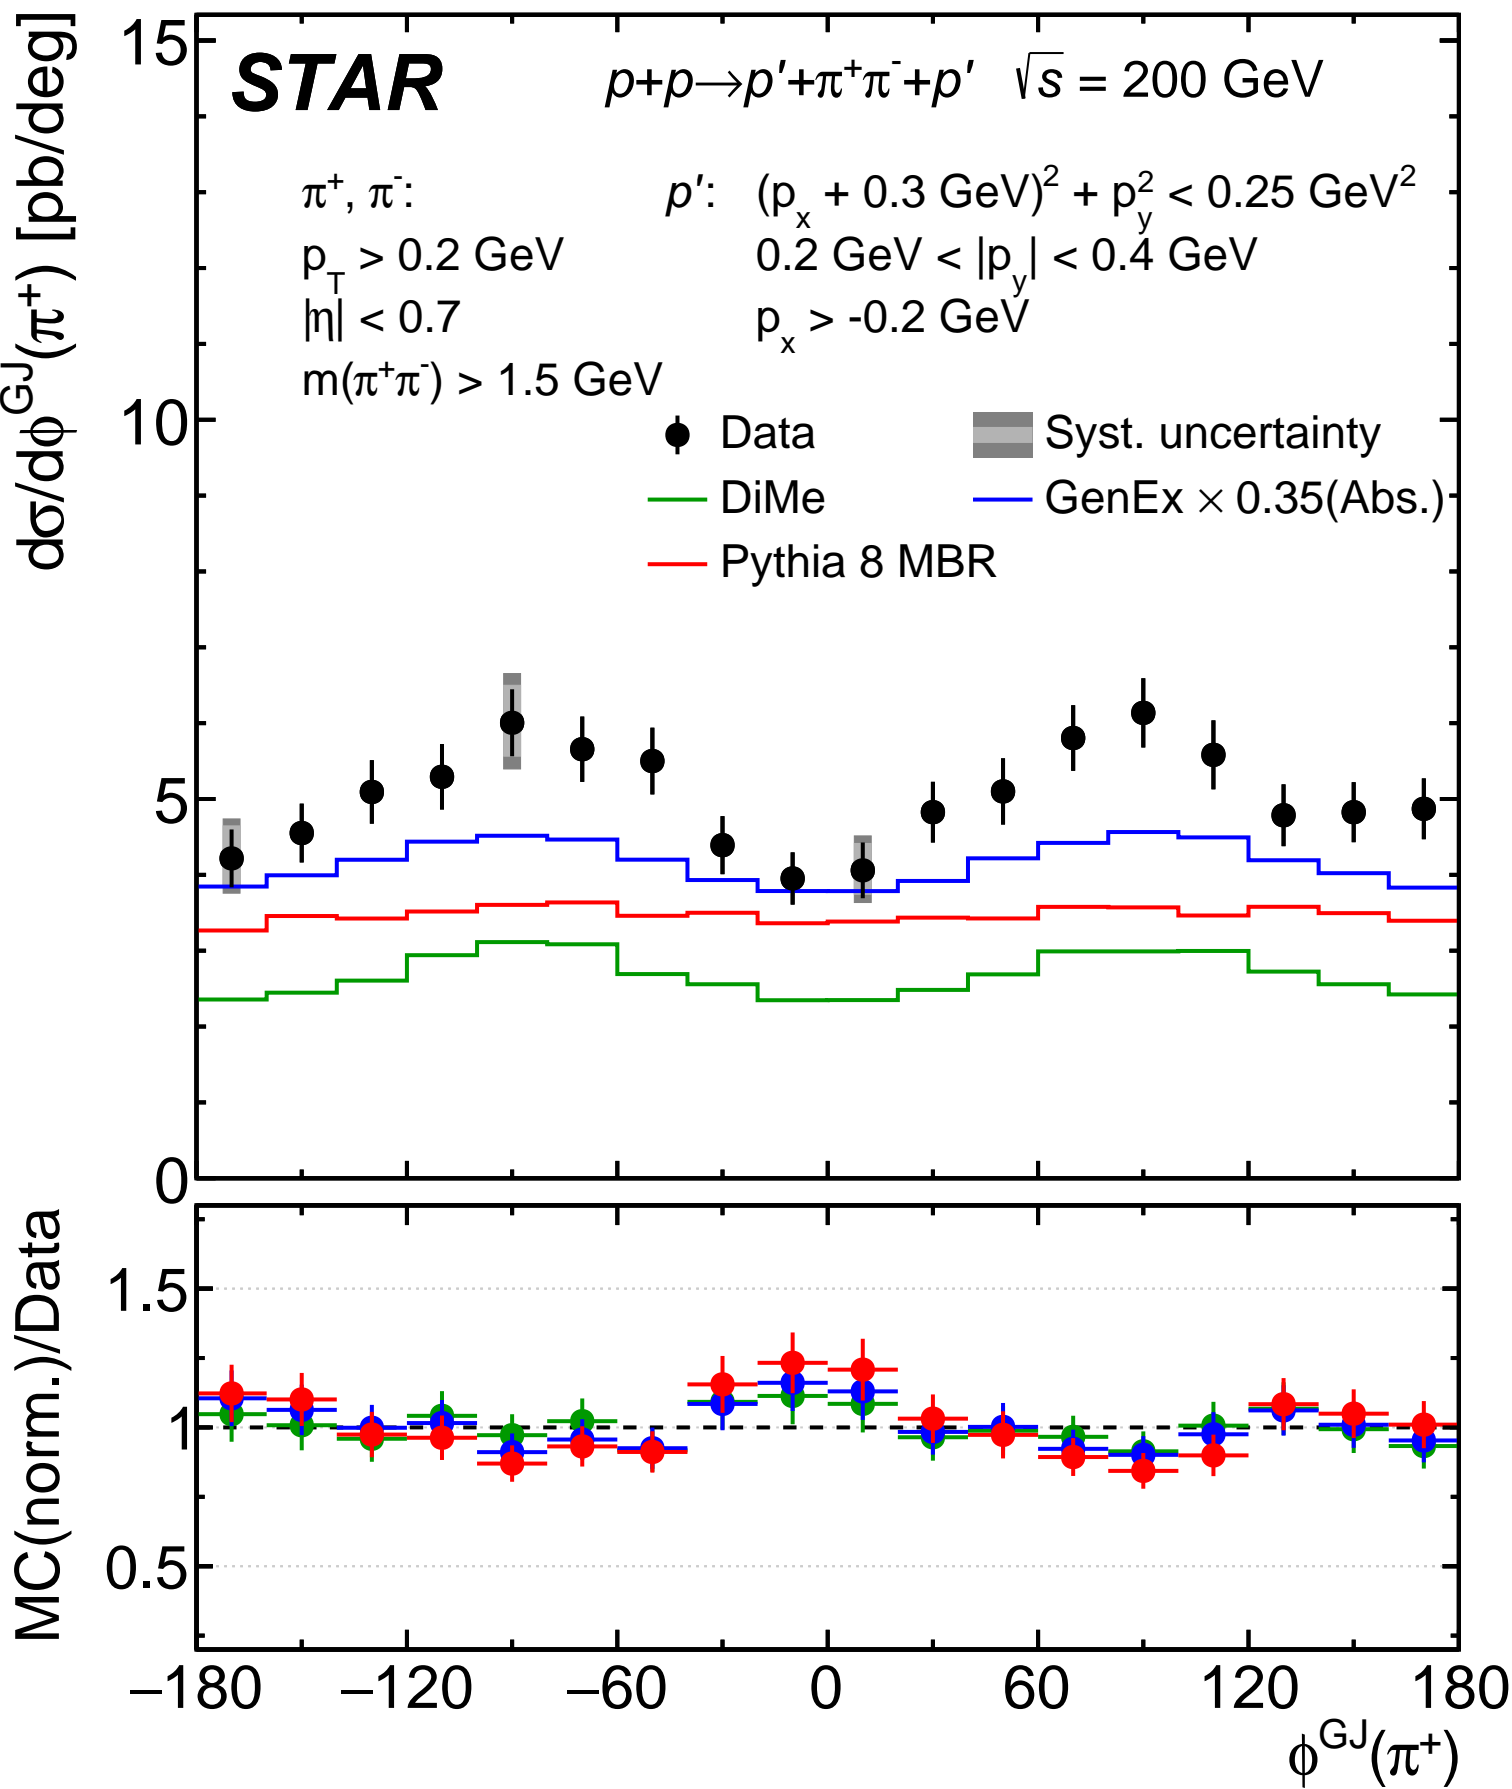 STAR p+p→p′+π⁺π⁻+p′ √s = 200 GeV
π⁺, π⁻: p′: (pₓ + 0.3 GeV)² + p_y² < 0.25 GeV²
p_T > 0.2 GeV 0.2 GeV < |p_y| < 0.4 GeV
|η| < 0.7 pₓ > -0.2 GeV
m(π⁺π⁻) > 1.5 GeV
Data Syst. uncertainty
DiMe GenEx × 0.35(Abs.)
Pythia 8 MBR
dσ/dϕ^GJ(π⁺) [pb/deg]
15
10
5
0
MC(norm.)/Data
1.5
1
0.5
−180 −120 −60 0 60 120 180
ϕ^GJ(π⁺)